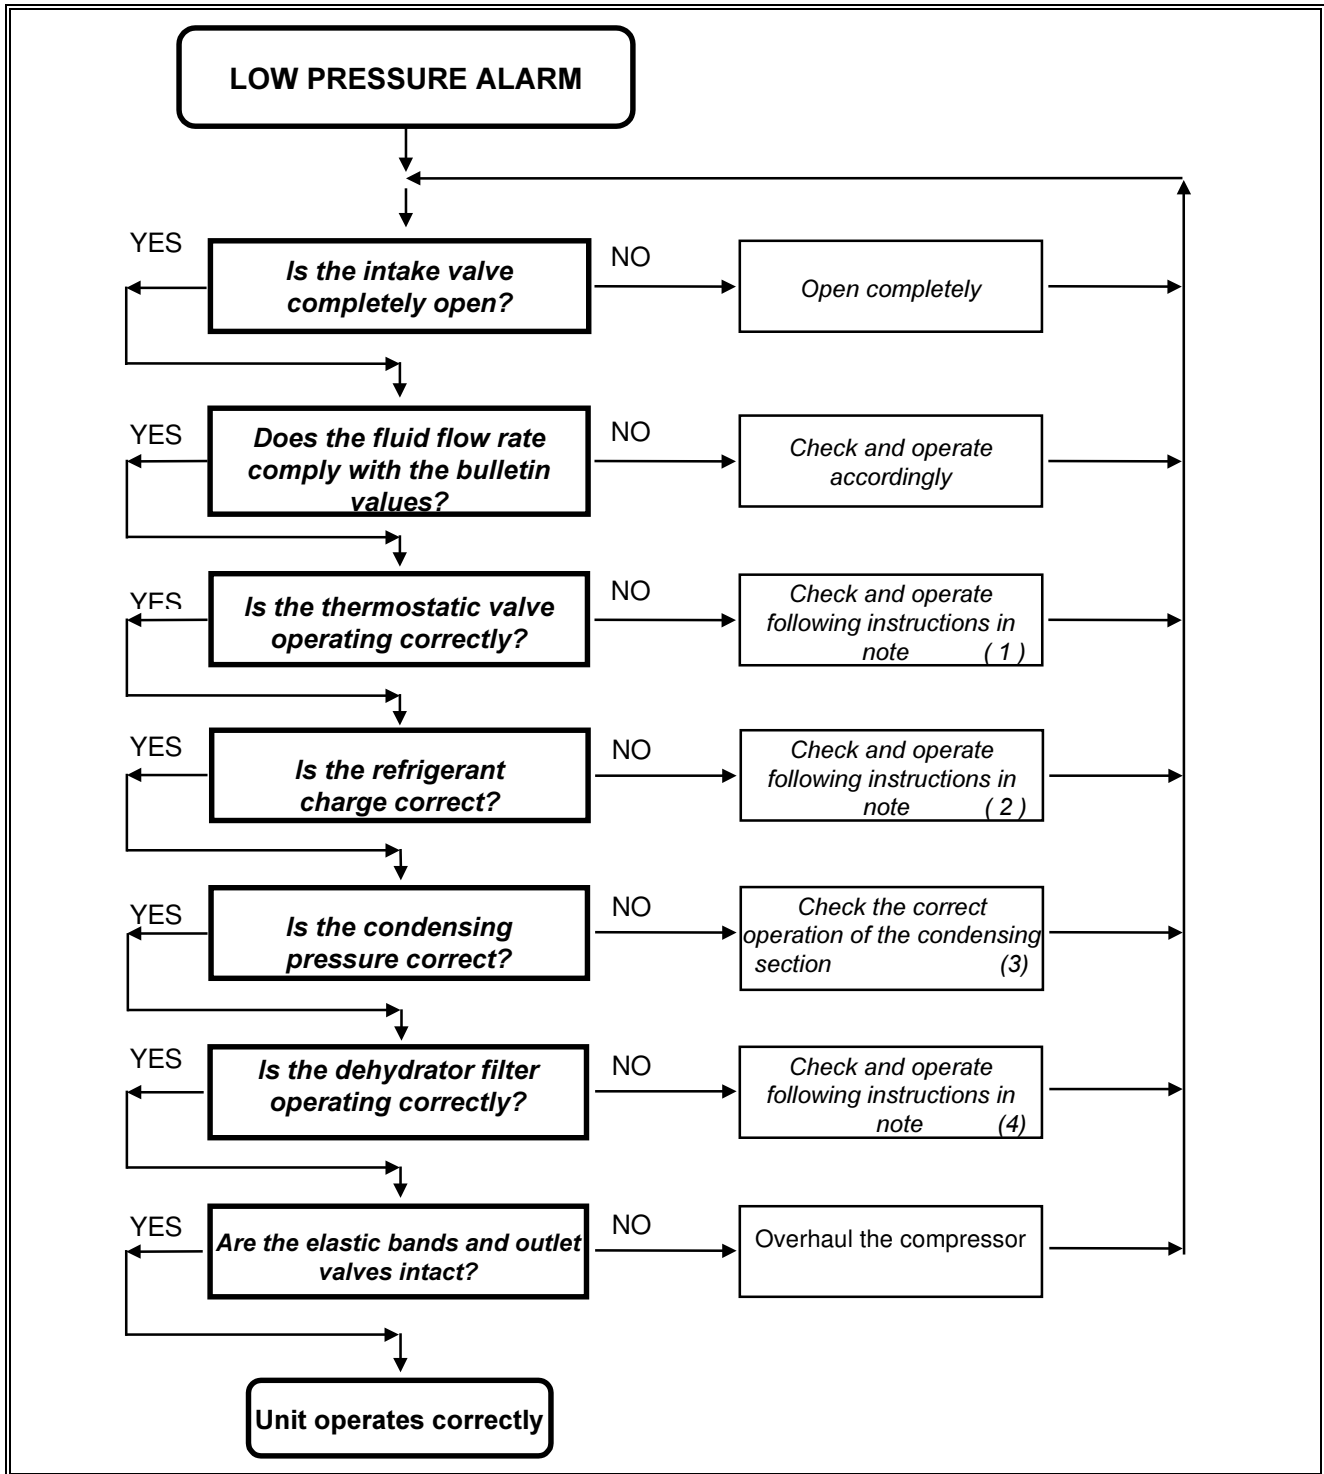 LOW PRESSURE ALARM
YES
Is the intake valve
completely open?
NO
Open completely
YES
Does the fluid flow rate
comply with the bulletin
values?
NO
Check and operate
accordingly
YES
Is the thermostatic valve
operating correctly?
NO
Check and operate
following instructions in
note ( 1 )
YES
Is the refrigerant
charge correct?
NO
Check and operate
following instructions in
note ( 2 )
YES
Is the condensing
pressure correct?
NO
Check the correct
operation of the condensing
section (3)
YES
Is the dehydrator filter
operating correctly?
NO
Check and operate
following instructions in
note (4)
YES
Are the elastic bands and outlet
valves intact?
NO
Overhaul the compressor
Unit operates correctly